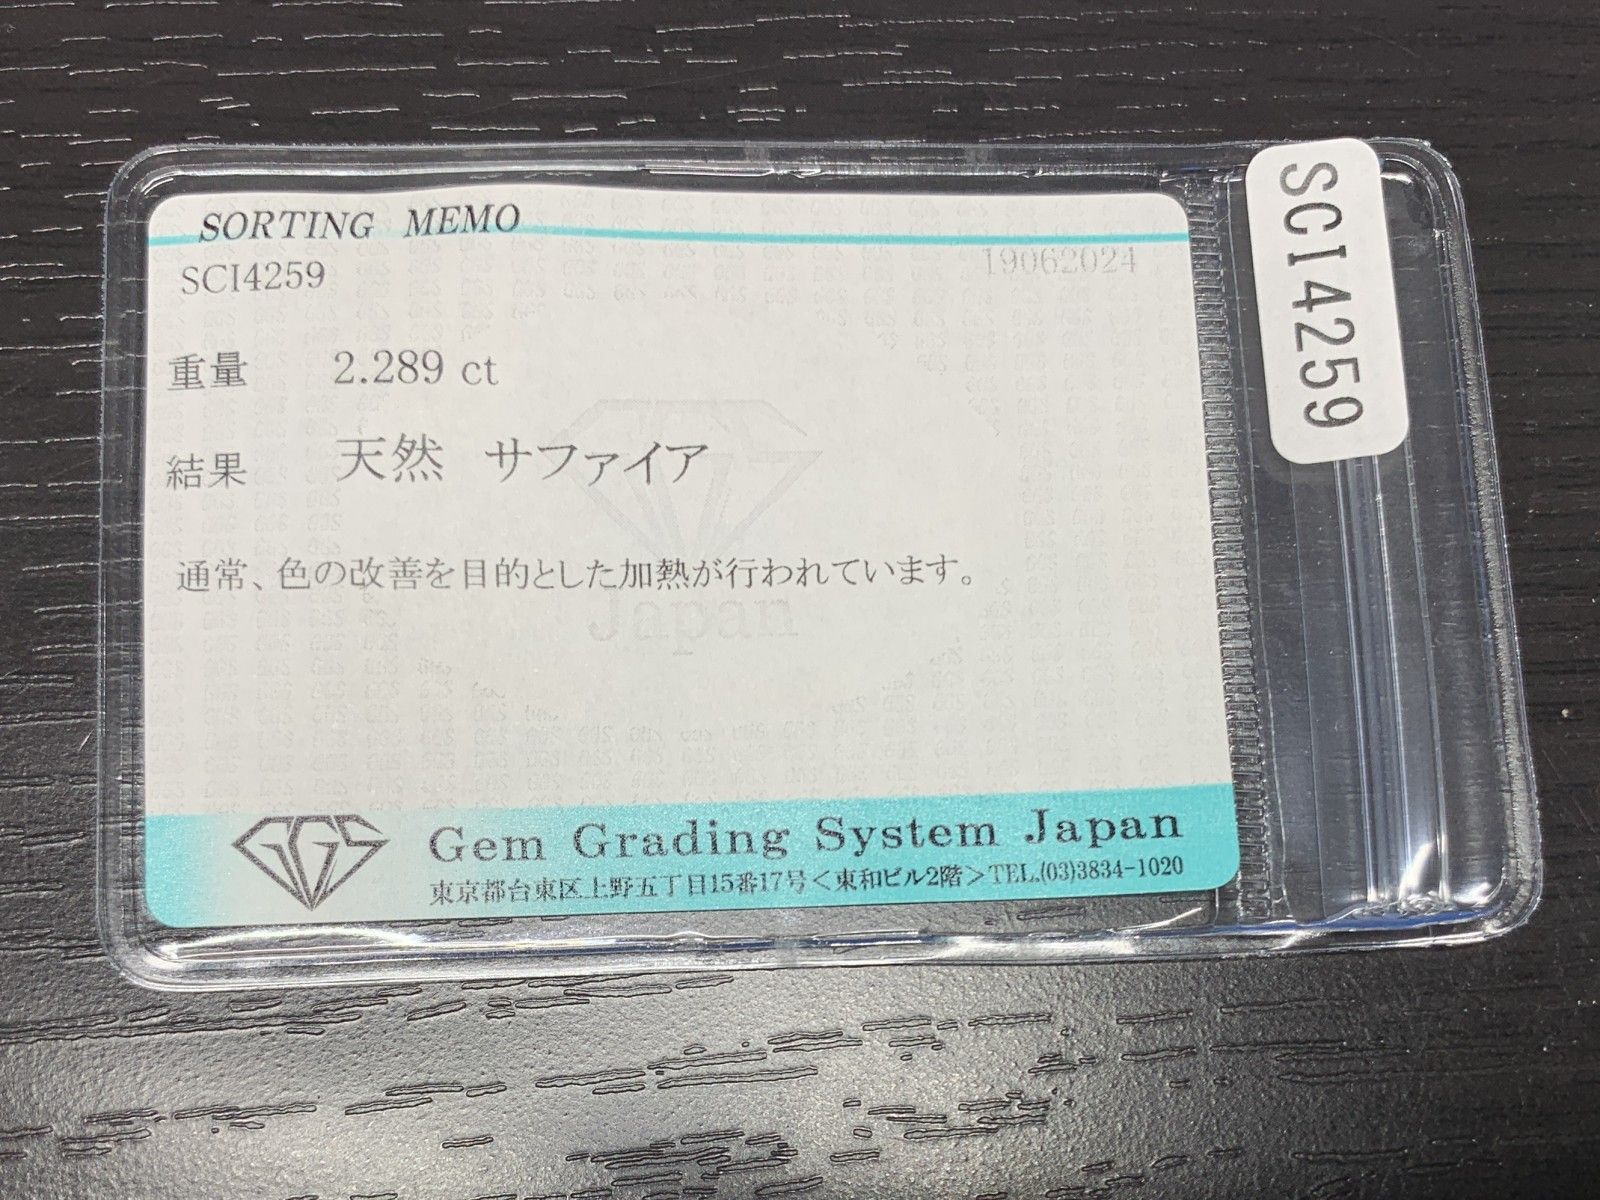 SORTING MEMO
SCI4259
19062024
重量 2.289 ct
結果 天然 サファイア
通常、色の改善を目的とした加熱が行われています。
Japan
GGS
Gem Grading System Japan
東京都台東区上野五丁目15番17号＜東和ビル2階＞TEL.(03)3834-1020
SCI4259